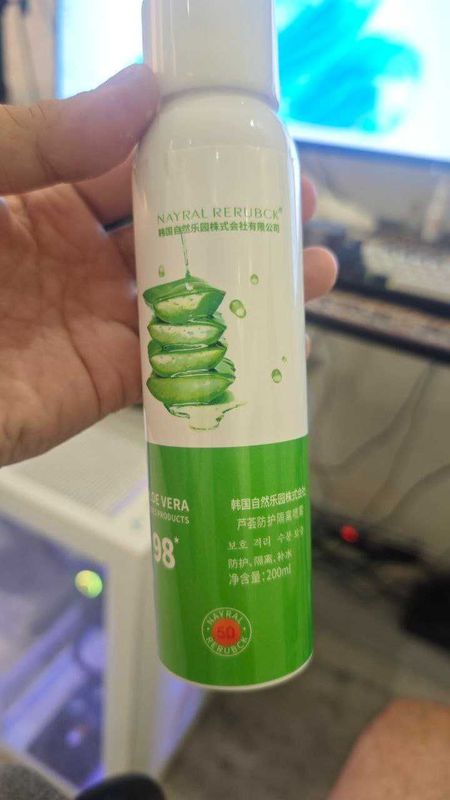 NAYRAL RERUBCK®
韩国自然乐园株式会社有限公司
OE VERA
PRODUCTS
98*
韩国自然乐园株式会社
芦荟防护隔离喷雾
보호 격리 수분 보충
防护、隔离、补水
净含量:200ml
NAYRAL
50
RERUBCK